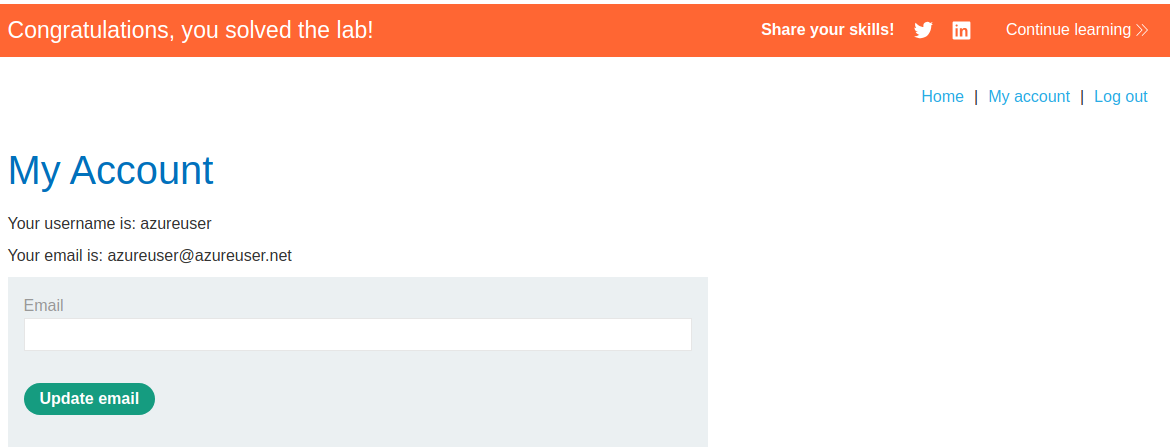 Congratulations, you solved the lab!
Share your skills!
Continue learning
Home | My account | Log out
My Account
Your username is: azureuser
Your email is: azureuser@azureuser.net
Email
Update email